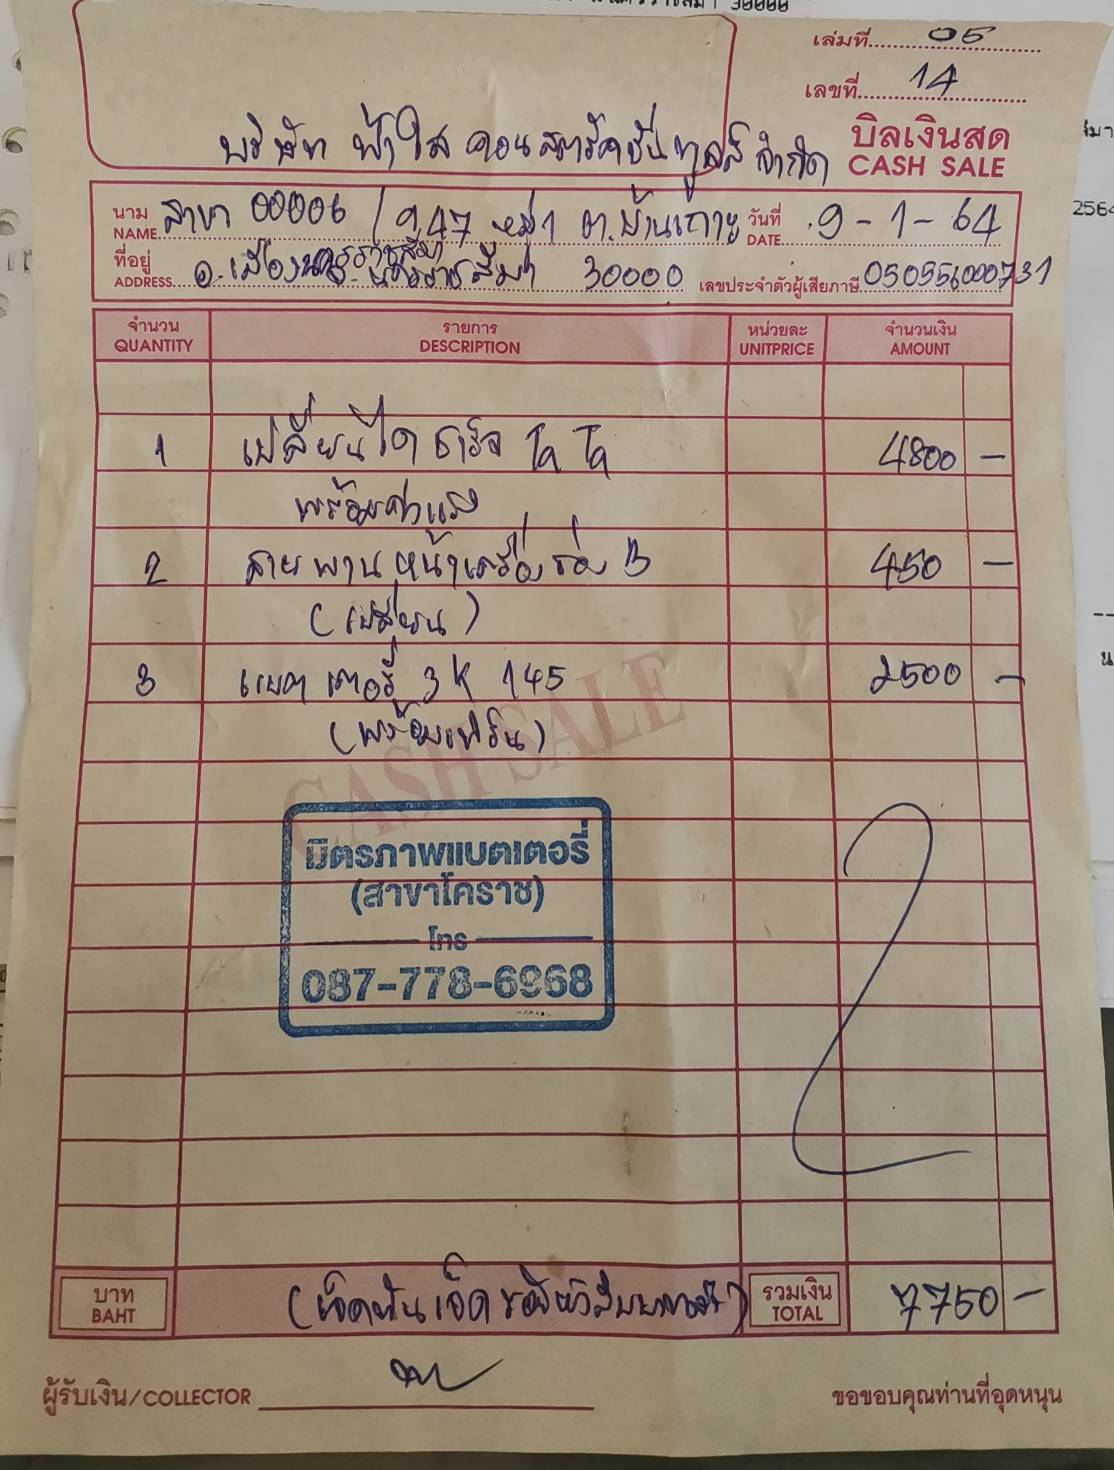 30000
เล่มที่ 05
เลขที่ 14
บิลเงินสด
CASH SALE
บริษัท ฟ้าใส คอนสตรัคชั่น ทูลส์ จำกัด
นาม NAME สาขา 00006 / 947 หมู่ 1 ต.บ้านเกาะ วันที่ DATE 9-1-64
ที่อยู่ ADDRESS อ.เมืองนครราชสีมา จ.นครราชสีมา 30000 เลขประจำตัวผู้เสียภาษี
จำนวน QUANTITY รายการ DESCRIPTION หน่วยละ UNITPRICE จำนวนเงิน AMOUNT
1 เปลี่ยนไดชาร์จ TaTa 4800 -
พร้อมค่าแรง
2 สายพานหน้าเครื่อง ร่อง B 450 -
(เปลี่ยน)
3 แบตเตอรี่ 3K 145 2500 -
(พร้อมเทิร์น)
CASH SALE
มิตรภาพแบตเตอรี่
(สาขาโคราช)
โทร
087-778-6968
บาท BAHT (เจ็ดพันเจ็ดร้อยห้าสิบบาทถ้วน) รวมเงิน TOTAL 7750 -
ผู้รับเงิน/COLLECTOR
ขอขอบคุณท่านที่อุดหนุน
2564